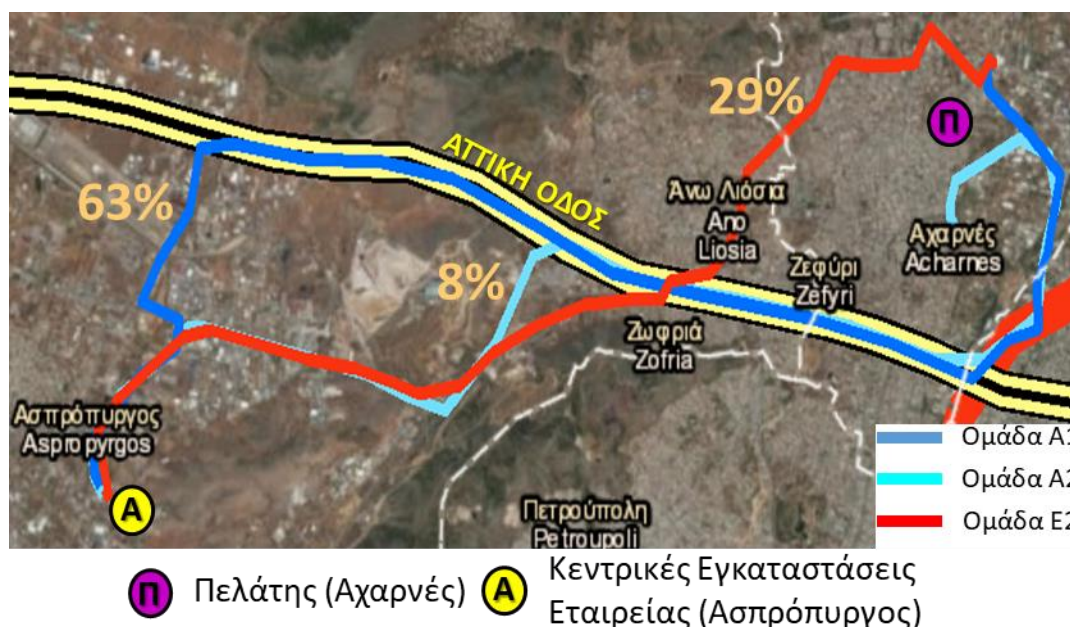 29%
Π
63%
ΑΤΤΙΚΗ ΟΔΟΣ
Άνω Λιόσια
Ano
Liosia
Αχαρνές
Acharnes
Ζεφύρι
Zefyri
8%
Ζωφριά
Zofria
Ασπρόπυργος
Aspropyrgos
Α
Πετρούπολη
Petroupoli
Ομάδα Α1
Ομάδα Α2
Ομάδα Ε2
Π Πελάτης (Αχαρνές)
Α Κεντρικές Εγκαταστάσεις
Εταιρείας (Ασπρόπυργος)